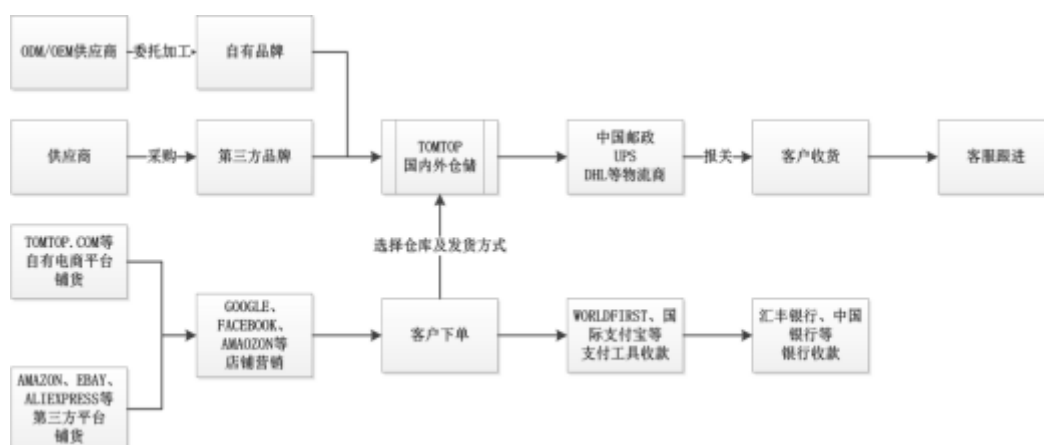 ODM/OEM供应商
委托加工
自有品牌
供应商
采购
第三方品牌
TOMTOP
国内外仓储
中国邮政
UPS
DHL等物流商
报关
客户收货
客服跟进
选择仓库及发货方式
TOMTOP.COM等
自有电商平台
铺货
AMAZON、EBAY、
ALIEXPRESS等
第三方平台
铺货
GOOGLE、
FACEBOOK、
AMAOZON等
店铺营销
客户下单
WORLDFIRST、国
际支付宝等
支付工具收款
汇丰银行、中国
银行等
银行收款